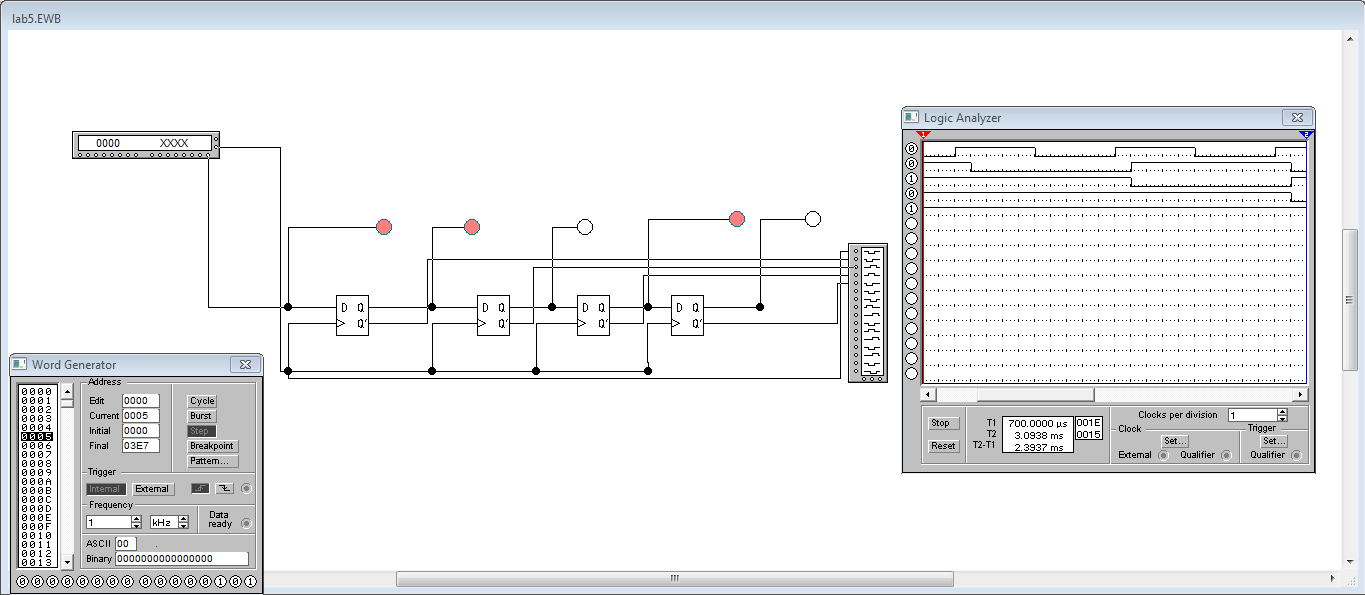 lab5.EWB
0000 XXXX
D Q
Q'
D Q
Q'
D Q
Q'
D Q
Q'
Word Generator
0000
0001
0002
0003
0004
0005
0006
0007
0008
0009
000A
000B
000C
000D
000E
000F
0010
0011
0012
0013
Address
Edit 0000
Current 0005
Initial 0000
Final 03E7
Cycle
Burst
Step
Breakpoint
Pattern...
Trigger
Internal External
Frequency
1 kHz
Data
ready
ASCII 00
Binary 0000000000000000
0 0 0 0 0 0 0 0 0 0 0 0 0 1 0 1
Logic Analyzer
1 2
0
0
1
0
1
Stop
Reset
T1 700.0000 µs 001E
T2 3.0938 ms 0015
T2-T1 2.3937 ms
Clocks per division 1
Clock
Set...
External Qualifier
Trigger
Set...
Qualifier